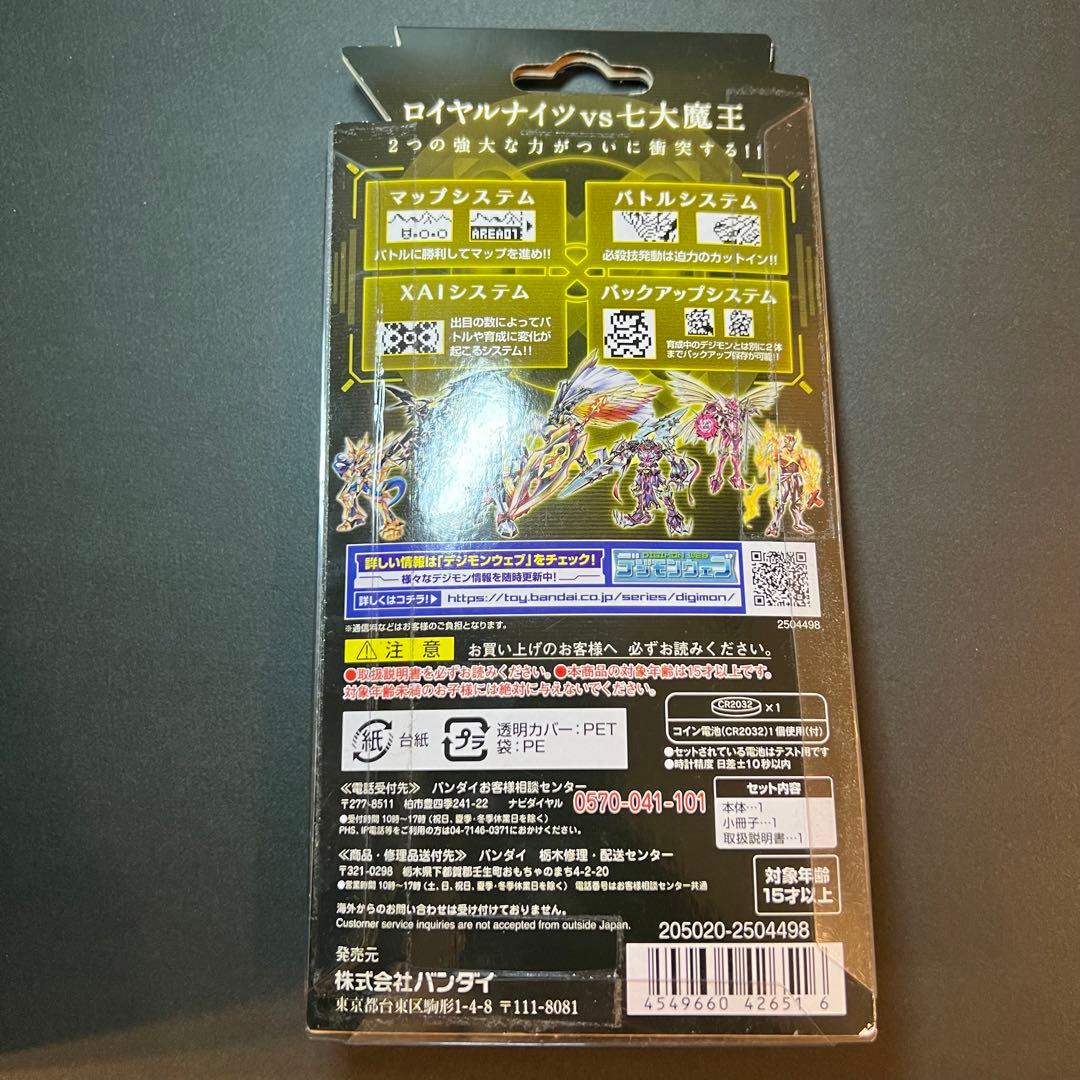 ロイヤルナイツvs七大魔王
2つの強大な力がついに衝突する!!
マップシステム
AREA01
バトルに勝利してマップを進め!!
バトルシステム
必殺技発動は迫力のカットイン!!
XAIシステム
出目の数によってバ
トルや育成に変化が
起こるシステム!!
バックアップシステム
育成中のデジモンとは別に2体
までバックアップ保存が可能!!
詳しい情報は「デジモンウェブ」をチェック!
様々なデジモン情報を随時更新中!
DIGIMON WEB
デジモンウェブ
詳しくはコチラ!▶ https://toy.bandai.co.jp/series/digimon/
※通信料などはお客様のご負担となります。
2504498
⚠注意 お買い上げのお客様へ 必ずお読みください。
●取扱説明書を必ずお読みください。●本商品の対象年齢は15才以上です。
対象年齢未満のお子様には絶対に与えないでください。
紙 台紙
プラ 透明カバー:PET
袋:PE
CR2032 ×1
コイン電池(CR2032)1個使用(付)
●セットされている電池はテスト用です
●時計精度 日差±10秒以内
≪電話受付先≫ バンダイお客様相談センター
〒277-8511 柏市豊四季241-22 ナビダイヤル 0570-041-101
●受付時間 10時〜17時(祝日、夏季・冬季休業日を除く)
PHS、IP電話等をご利用の方は04-7146-0371におかけください。
セット内容
本体…1
小冊子…1
取扱説明書…1
≪商品・修理品送付先≫ バンダイ 栃木修理・配送センター
〒321-0298 栃木県下都賀郡壬生町おもちゃのまち4-2-20
●営業時間 10時〜17時(土、日、祝日、夏季・冬季休業日を除く) 電話番号はお客様相談センター共通
対象年齢
15才以上
海外からのお問い合わせは受け付けておりません。
Customer service inquiries are not accepted from outside Japan.
205020-2504498
発売元
株式会社バンダイ
東京都台東区駒形1-4-8 〒111-8081
4549660 42651 6